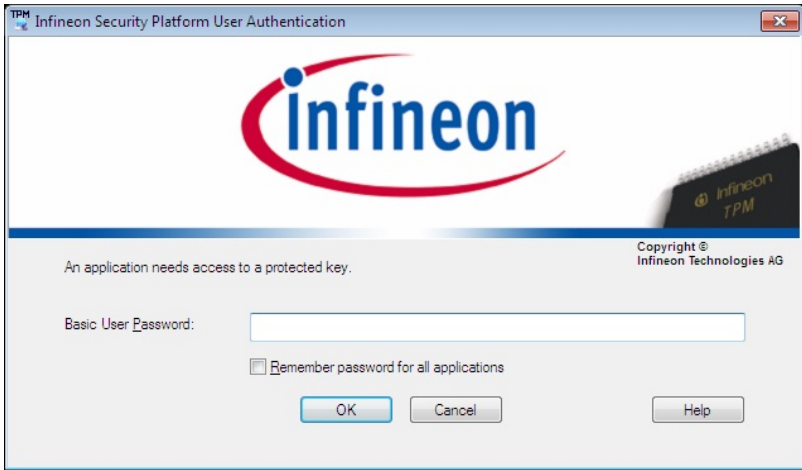 TPM
Infineon Security Platform User Authentication
infineon
Infineon
TPM
Copyright ©
Infineon Technologies AG
An application needs access to a protected key.
Basic User Password:
Remember password for all applications
OK
Cancel
Help